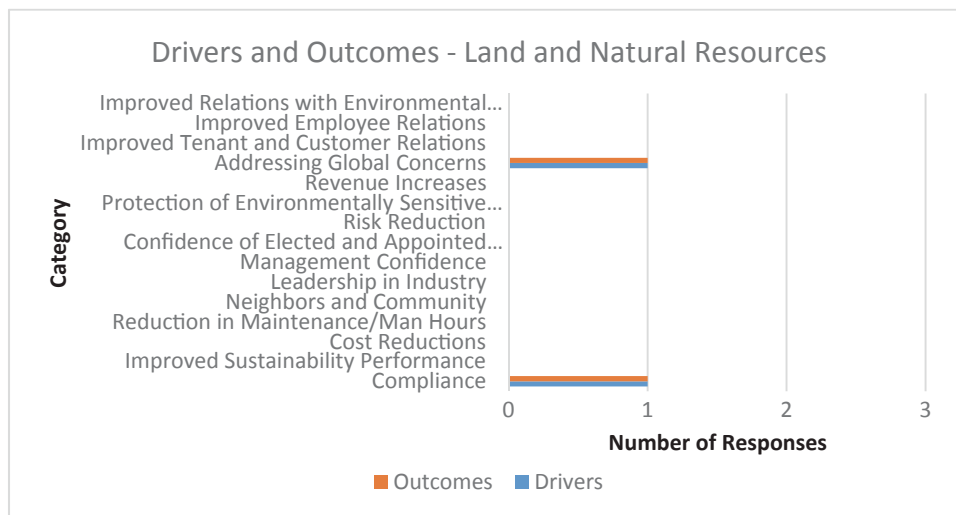 Drivers and Outcomes - Land and Natural Resources
Category
Improved Relations with Environmental...
Improved Employee Relations
Improved Tenant and Customer Relations
Addressing Global Concerns
Revenue Increases
Protection of Environmentally Sensitive...
Risk Reduction
Confidence of Elected and Appointed...
Management Confidence
Leadership in Industry
Neighbors and Community
Reduction in Maintenance/Man Hours
Cost Reductions
Improved Sustainability Performance
Compliance
0 1 2 3
Number of Responses
Outcomes Drivers